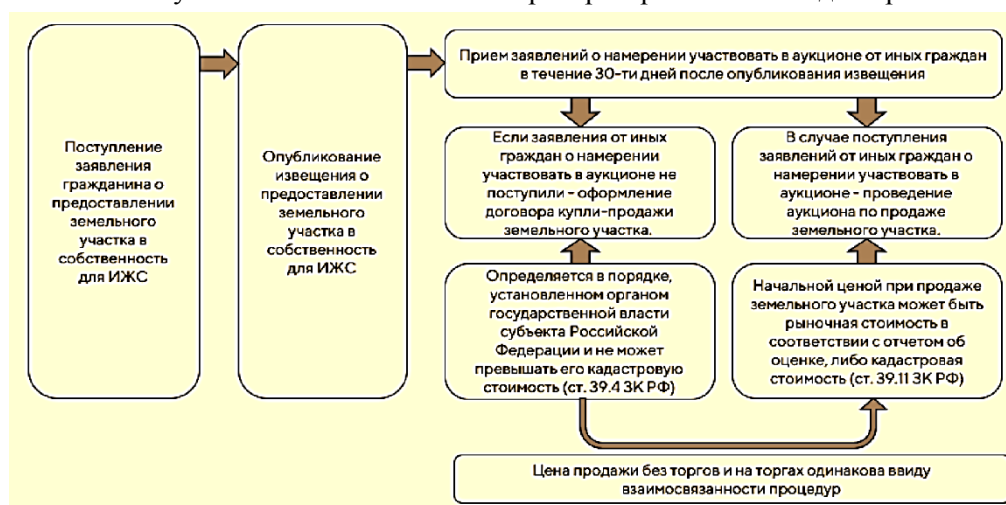 Поступление
заявления
гражданина о
предоставлении
земельного
участка в
собственность
для ИЖС
Опубликование
извещения о
предоставлении
земельного
участка в
собственность
для ИЖС
Прием заявлений о намерении участвовать в аукционе от иных граждан
в течение 30-ти дней после опубликования извещения
Если заявления от иных
граждан о намерении
участвовать в аукционе не
поступили - оформление
договора купли-продажи
земельного участка.
В случае поступления
заявлений от иных граждан о
намерении участвовать в
аукционе - проведение
аукциона по продаже
земельного участка.
Определяется в порядке,
установленном органом
государственной власти
субъекта Российской
Федерации и не может
превышать его кадастровую
стоимость (ст. 39.4 ЗК РФ)
Начальной ценой при продаже
земельного участка может быть
рыночная стоимость в
соответствии с отчетом об
оценке, либо кадастровая
стоимость (ст. 39.11 ЗК РФ)
Цена продажи без торгов и на торгах одинакова ввиду
взаимосвязанности процедур